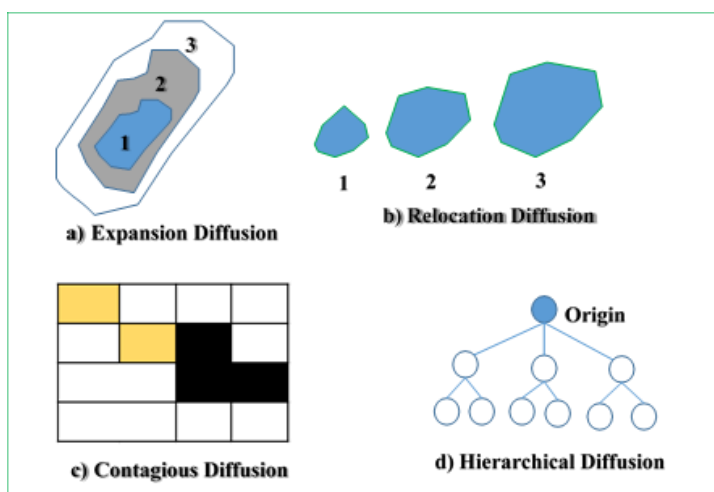 3
2
1
a) Expansion Diffusion
1
2
3
b) Relocation Diffusion
c) Contagious Diffusion
Origin
d) Hierarchical Diffusion